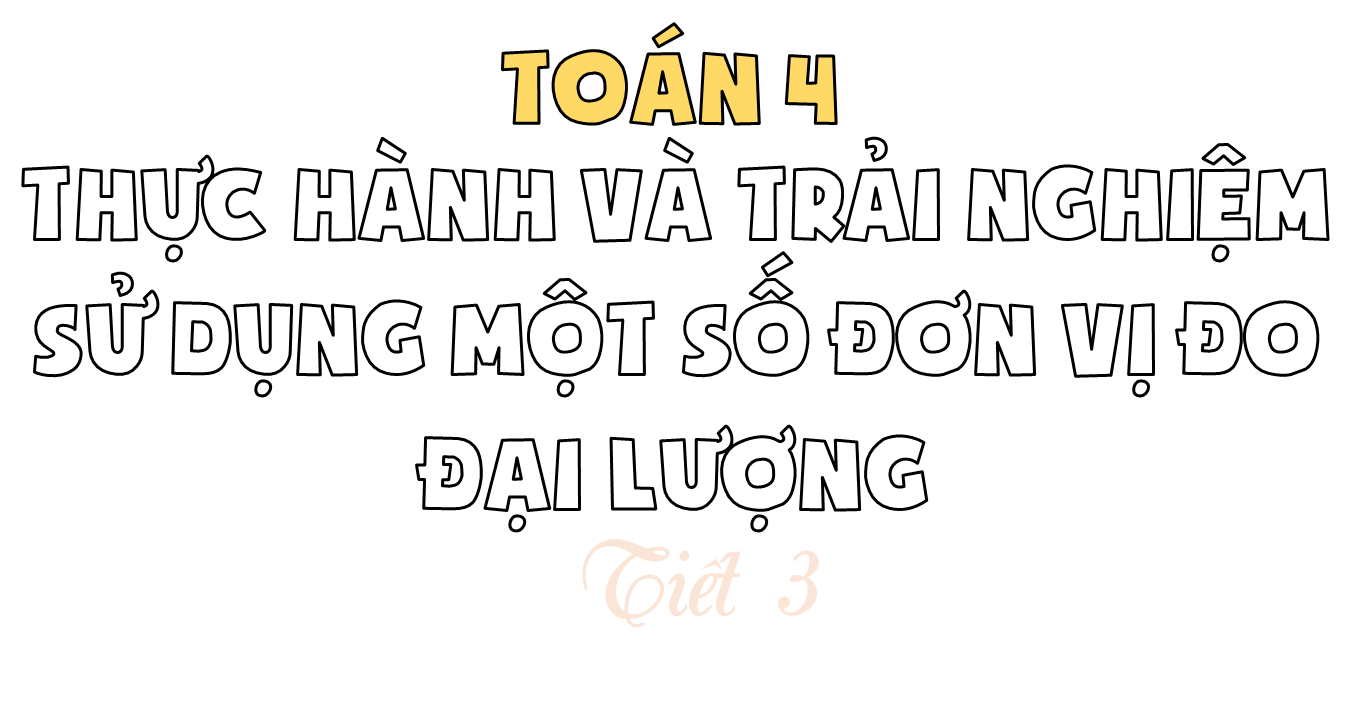 TOÁN 4
THỰC HÀNH VÀ TRẢI NGHIỆM
SỬ DỤNG MỘT SỐ ĐƠN VỊ ĐO
ĐẠI LƯỢNG
Tiết 3